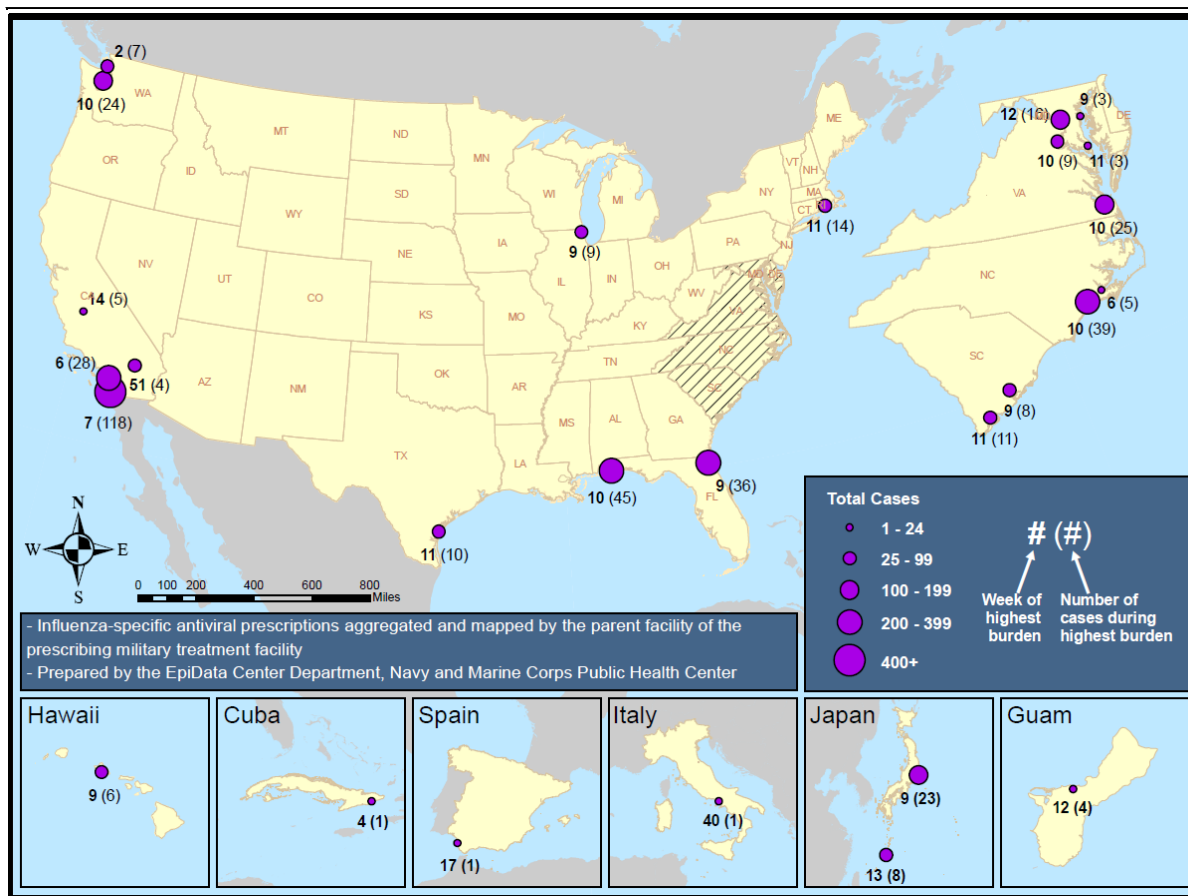 2 (7)
10 (24)
WA
MT
ND
MN
OR
ID
SD
WI
MI
ME
VT
NH
NY
MA
CT
RI
11 (14)
WY
IA
9 (9)
NE
PA
NJ
OH
IL
IN
NV
UT
CO
WV
MD
DE
VA
KS
MO
KY
CA
14 (5)
NC
TN
SC
OK
AR
AZ
NM
6 (28)
51 (4)
7 (118)
MS
AL
GA
TX
LA
10 (45)
9 (36)
FL
11 (10)
9 (3)
12 (16)
DE
10 (9)
11 (3)
VA
10 (25)
NC
6 (5)
10 (39)
SC
9 (8)
11 (11)
N
W
E
S
0 100 200 400 600 800
Miles
- Influenza-specific antiviral prescriptions aggregated and mapped by the parent facility of the
prescribing military treatment facility
- Prepared by the EpiData Center Department, Navy and Marine Corps Public Health Center
Total Cases
1 - 24
25 - 99
100 - 199
200 - 399
400+
# (#)
Week of
highest
burden
Number of
cases during
highest burden
Hawaii
9 (6)
Cuba
4 (1)
Spain
17 (1)
Italy
40 (1)
Japan
9 (23)
13 (8)
Guam
12 (4)